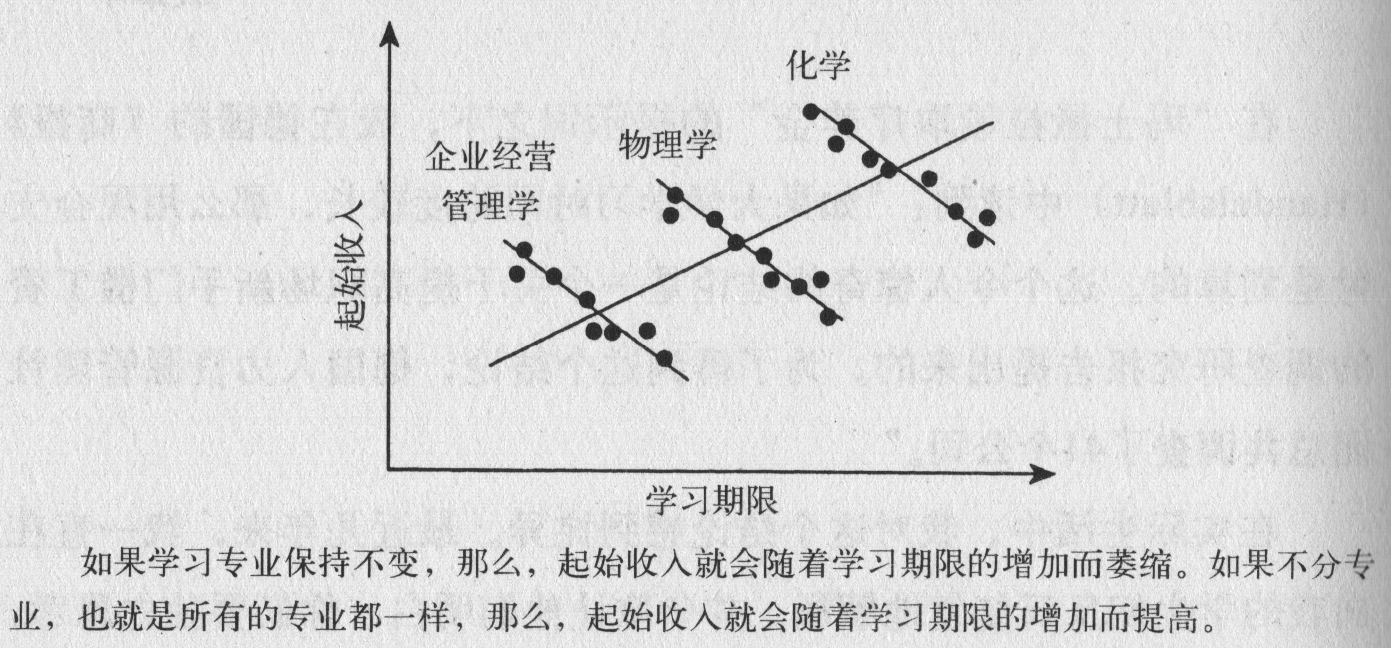 化学
物理学
企业经营
管理学
起始收入
学习期限
如果学习专业保持不变，那么，起始收入就会随着学习期限的增加而萎缩。如果不分专
业，也就是所有的专业都一样，那么，起始收入就会随着学习期限的增加而提高。